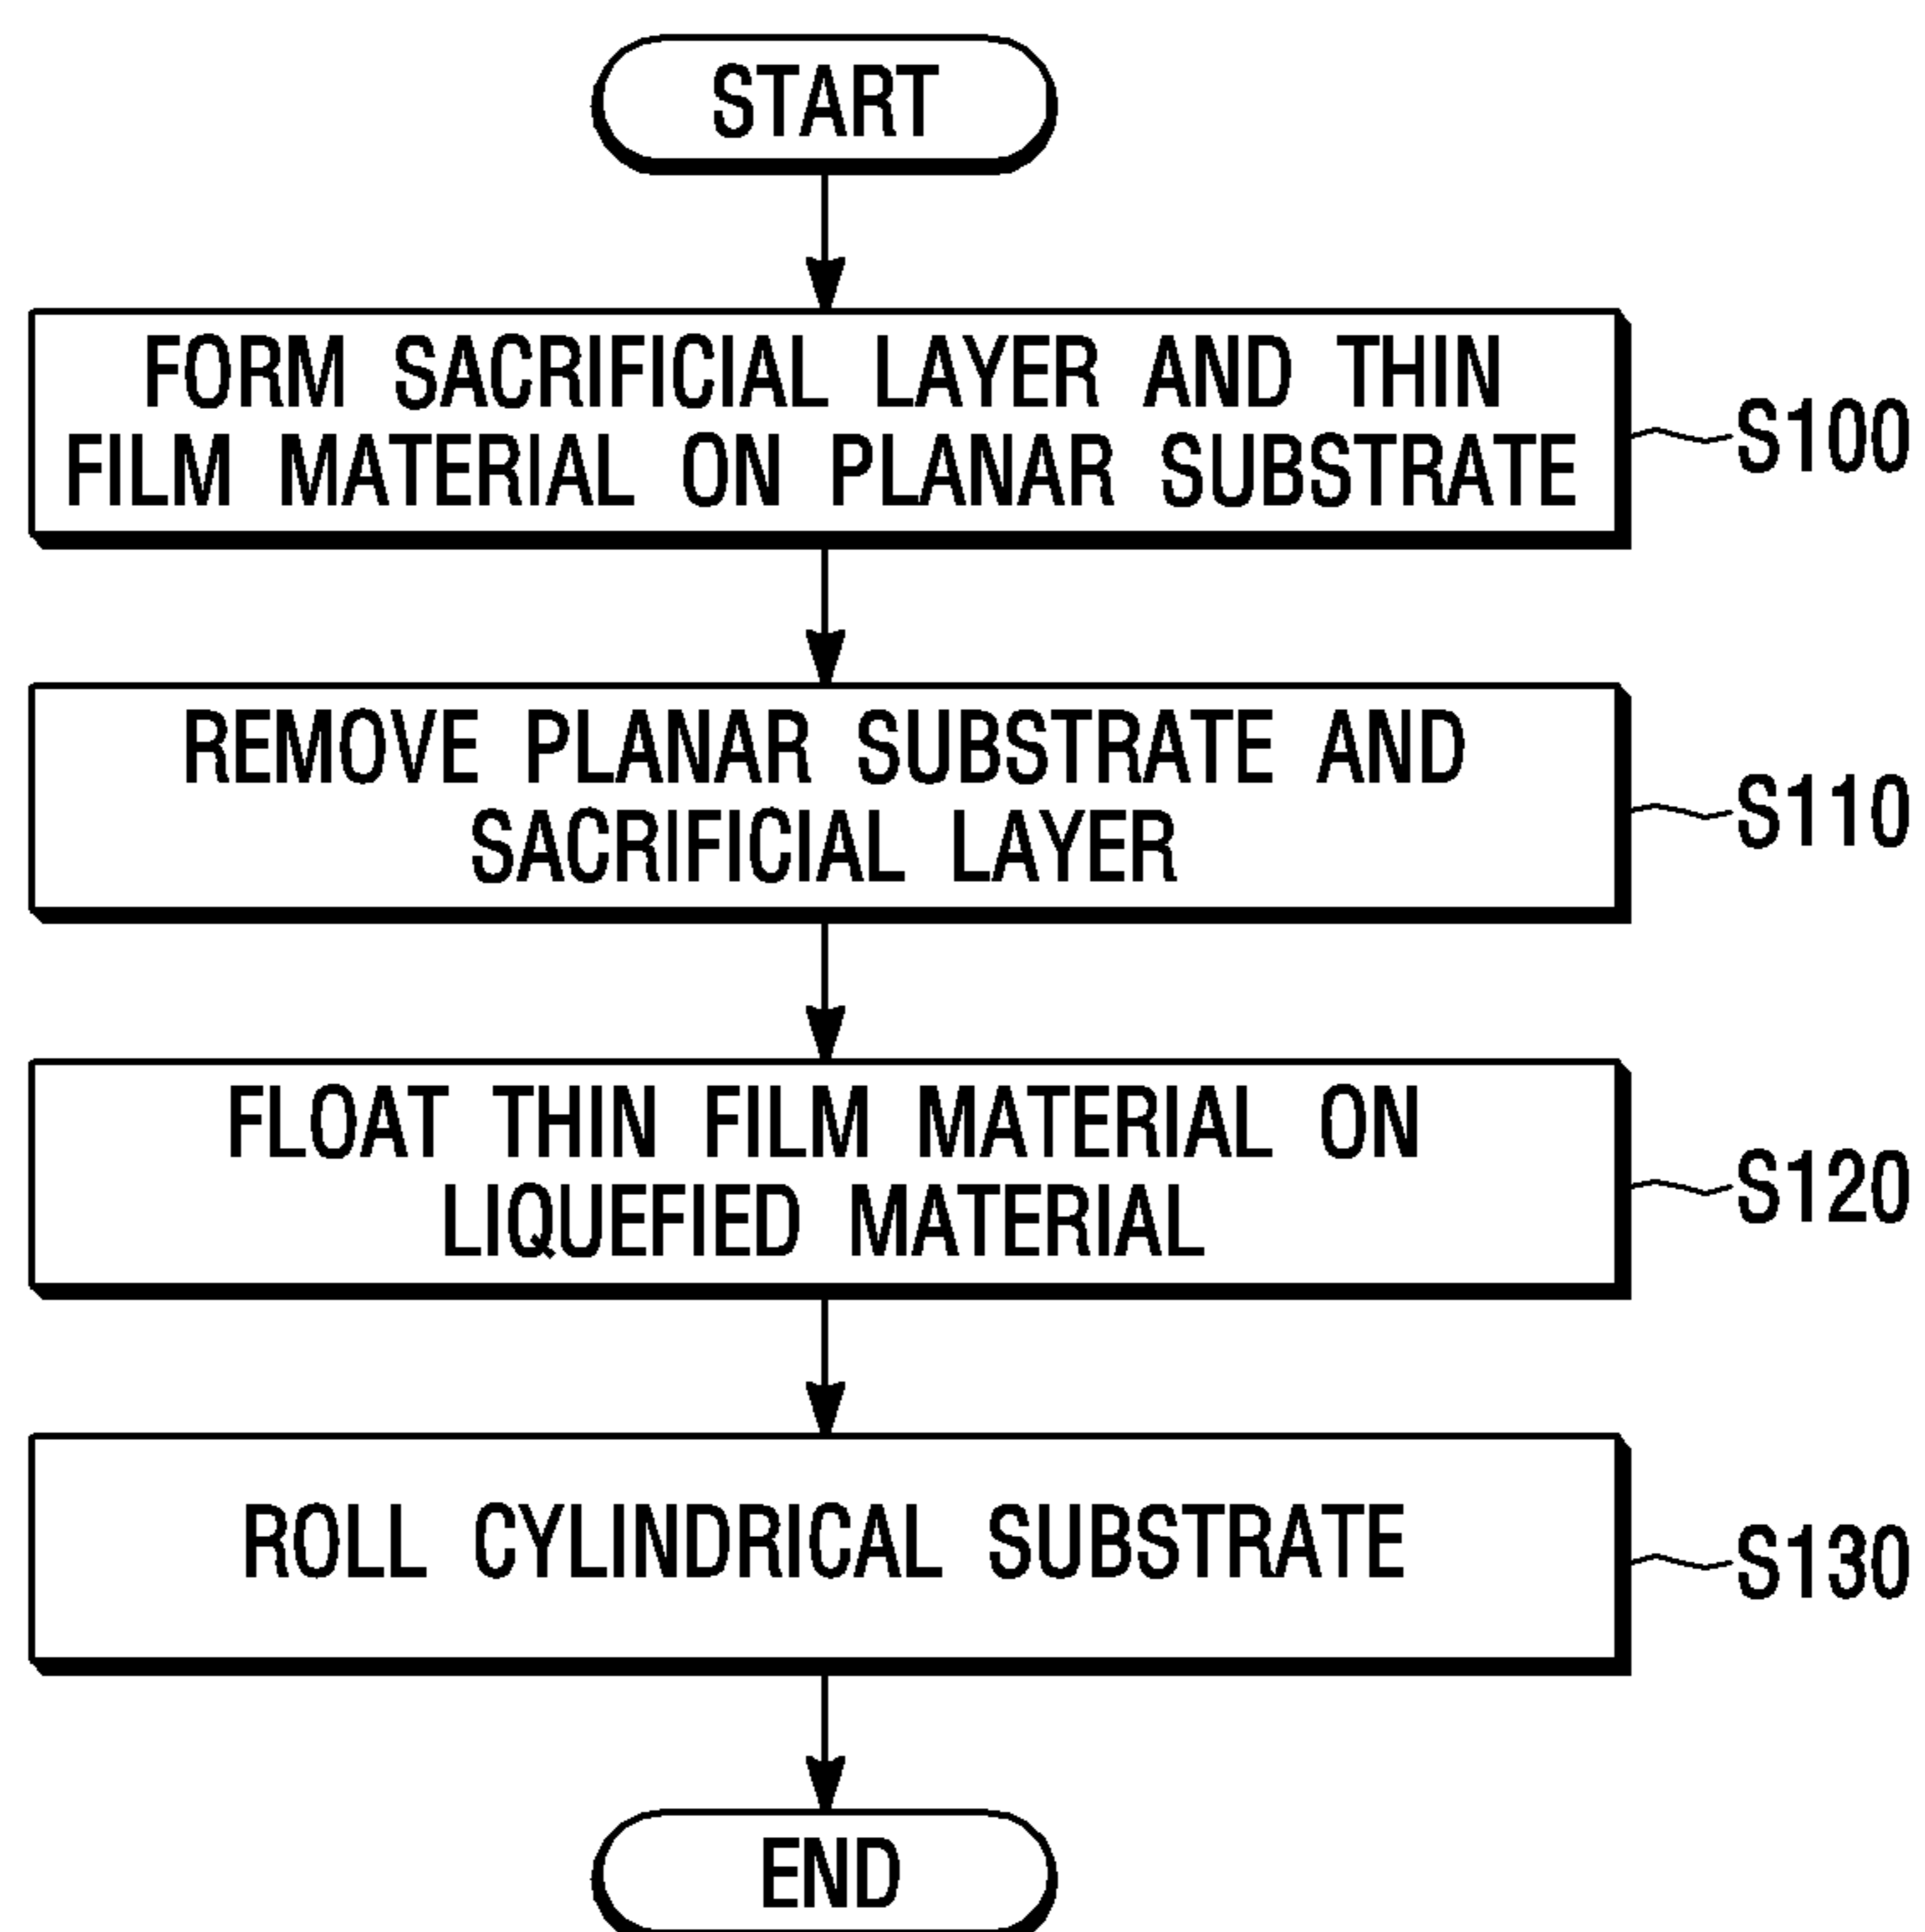 START
FORM SACRIFICIAL LAYER AND THIN
FILM MATERIAL ON PLANAR SUBSTRATE
S100
REMOVE PLANAR SUBSTRATE AND
SACRIFICIAL LAYER
S110
FLOAT THIN FILM MATERIAL ON
LIQUEFIED MATERIAL
S120
ROLL CYLINDRICAL SUBSTRATE
S130
END